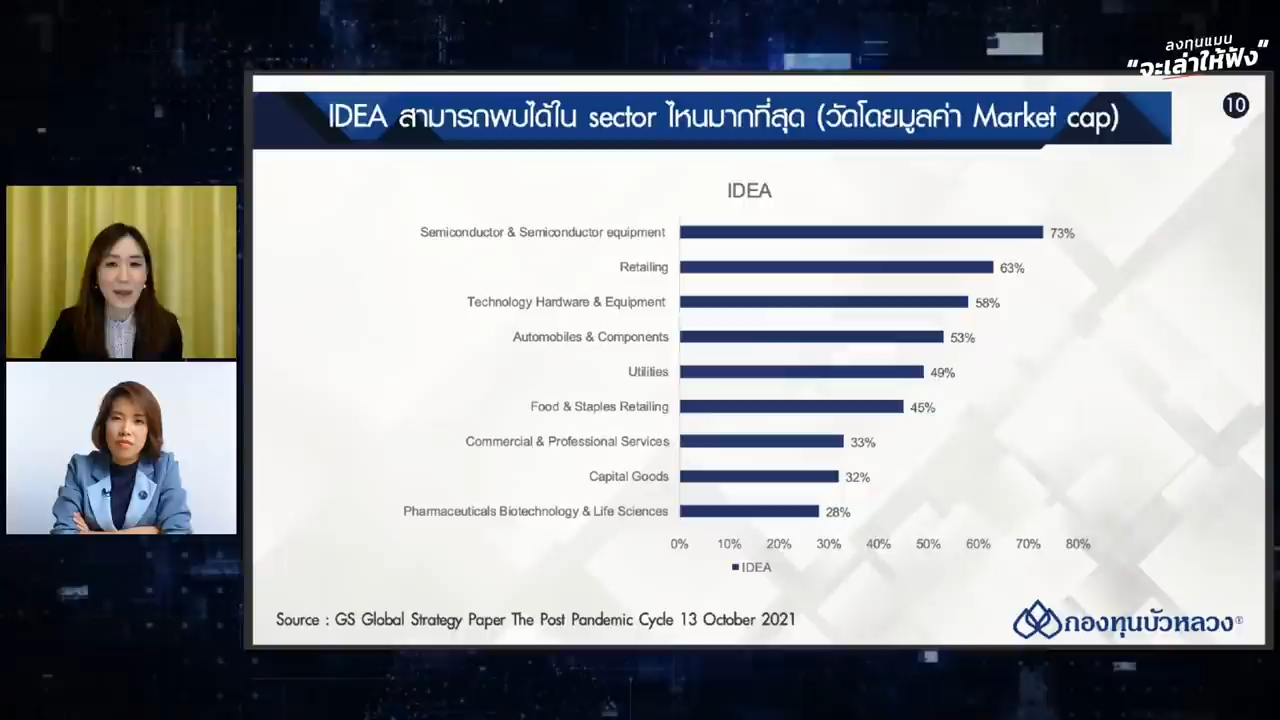 ลงทุนแมน
“จะเล่าให้ฟัง”
IDEA สามารถพบได้ใน sector ไหนมากที่สุด (วัดโดยมูลค่า Market cap)
10
IDEA
Semiconductor & Semiconductor equipment 73%
Retailing 63%
Technology Hardware & Equipment 58%
Automobiles & Components 53%
Utilities 49%
Food & Staples Retailing 45%
Commercial & Professional Services 33%
Capital Goods 32%
Pharmaceuticals Biotechnology & Life Sciences 28%
0% 10% 20% 30% 40% 50% 60% 70% 80%
IDEA
Source : GS Global Strategy Paper The Post Pandemic Cycle 13 October 2021
กองทุนบัวหลวง®